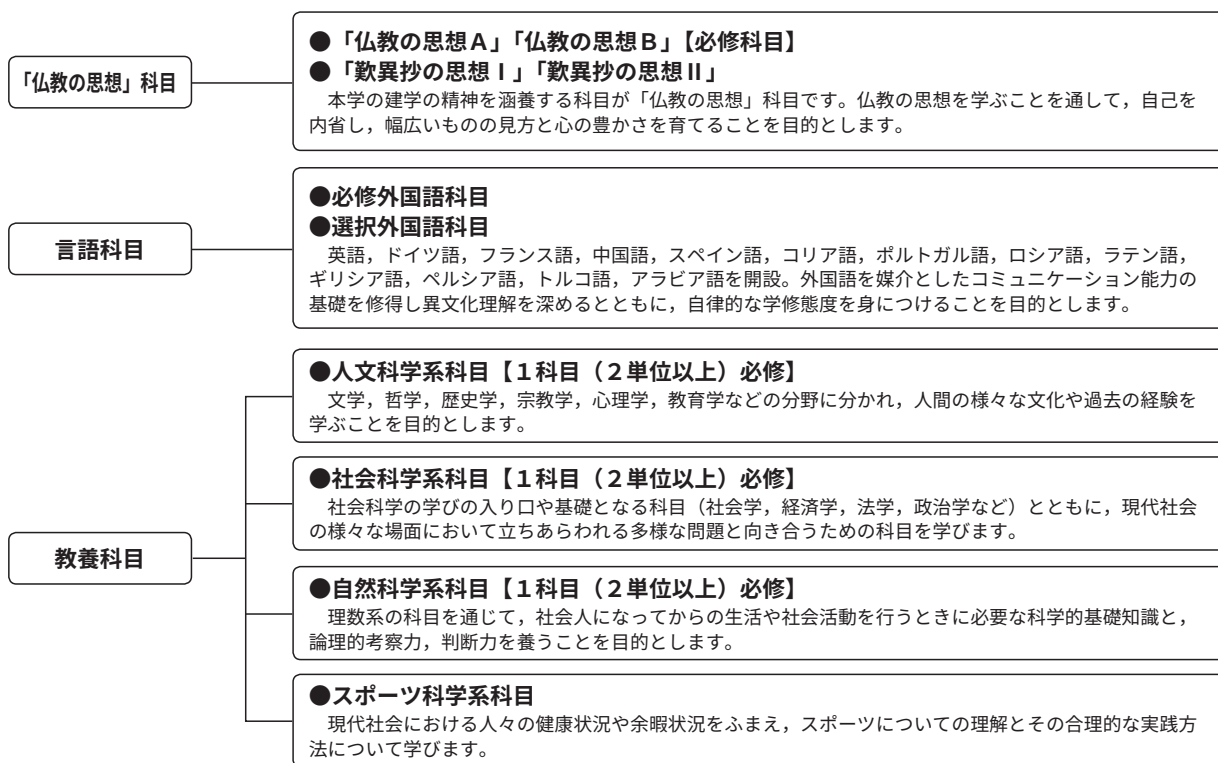 「仏教の思想」科目
●「仏教の思想A」「仏教の思想B」【必修科目】
●「歎異抄の思想Ⅰ」「歎異抄の思想Ⅱ」
本学の建学の精神を涵養する科目が「仏教の思想」科目です。仏教の思想を学ぶことを通して，自己を
内省し，幅広いものの見方と心の豊かさを育てることを目的とします。
言語科目
●必修外国語科目
●選択外国語科目
英語，ドイツ語，フランス語，中国語，スペイン語，コリア語，ポルトガル語，ロシア語，ラテン語，
ギリシア語，ペルシア語，トルコ語，アラビア語を開設。外国語を媒介としたコミュニケーション能力の
基礎を修得し異文化理解を深めるとともに，自律的な学修態度を身につけることを目的とします。
教養科目
●人文科学系科目【１科目（２単位以上）必修】
文学，哲学，歴史学，宗教学，心理学，教育学などの分野に分かれ，人間の様々な文化や過去の経験を
学ぶことを目的とします。
●社会科学系科目【１科目（２単位以上）必修】
社会科学の学びの入り口や基礎となる科目（社会学，経済学，法学，政治学など）とともに，現代社会
の様々な場面において立ちあらわれる多様な問題と向き合うための科目を学びます。
●自然科学系科目【１科目（２単位以上）必修】
理数系の科目を通じて，社会人になってからの生活や社会活動を行うときに必要な科学的基礎知識と，
論理的考察力，判断力を養うことを目的とします。
●スポーツ科学系科目
現代社会における人々の健康状況や余暇状況をふまえ，スポーツについての理解とその合理的な実践方
法について学びます。